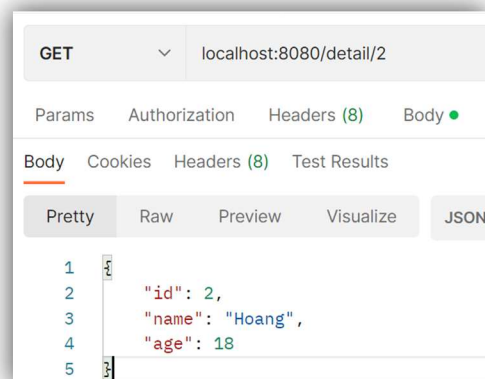 GET localhost:8080/detail/2
Params Authorization Headers (8) Body
Body Cookies Headers (8) Test Results
Pretty Raw Preview Visualize JSON
1 {
2 "id": 2,
3 "name": "Hoang",
4 "age": 18
5 }